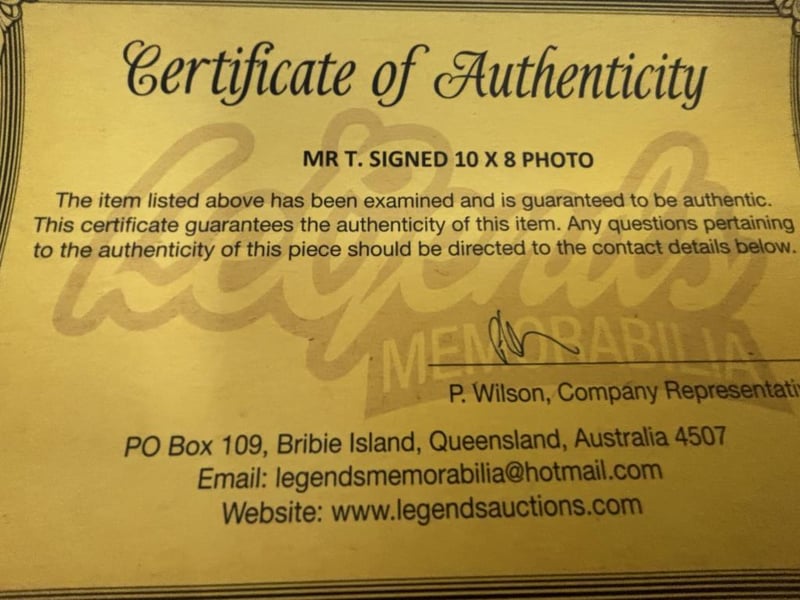 Certificate of Authenticity
MR T. SIGNED 10 X 8 PHOTO
The item listed above has been examined and is guaranteed to be authentic.
This certificate guarantees the authenticity of this item. Any questions pertaining
to the authenticity of this piece should be directed to the contact details below.
Legends
MEMORABILIA
P. Wilson, Company Representati
PO Box 109, Bribie Island, Queensland, Australia 4507
Email: legendsmemorabilia@hotmail.com
Website: www.legendsauctions.com